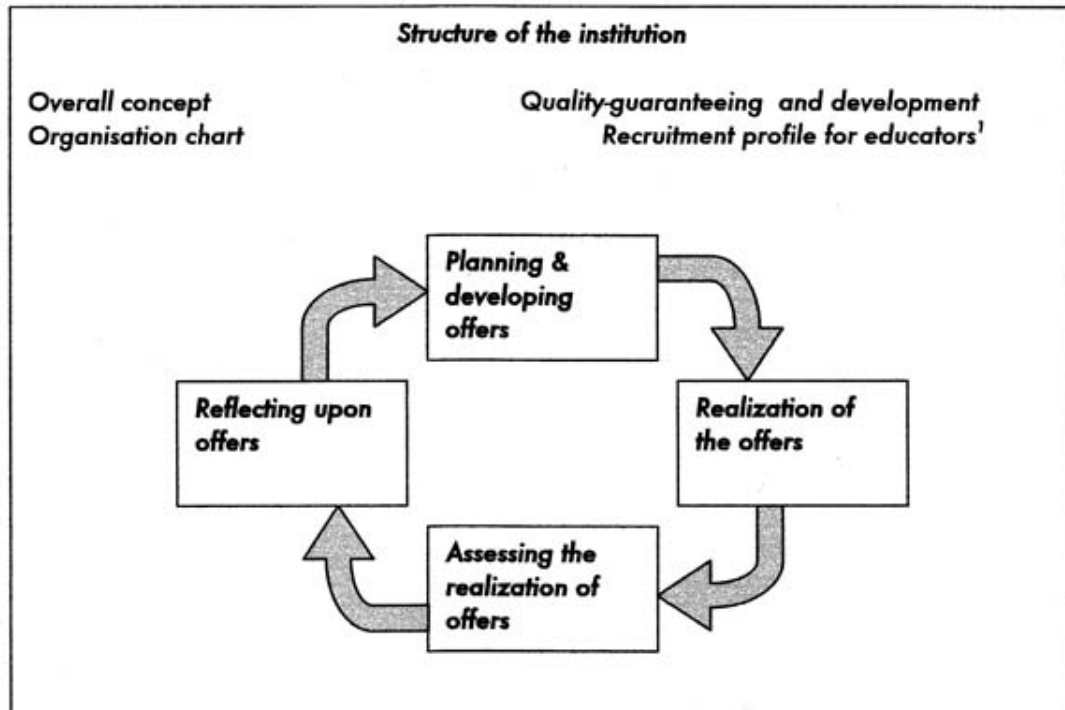 Structure of the institution
Overall concept
Organisation chart
Quality-guaranteeing and development
Recruitment profile for educators¹
Planning &
developing
offers
Realization of
the offers
Assessing the
realization of
offers
Reflecting upon
offers